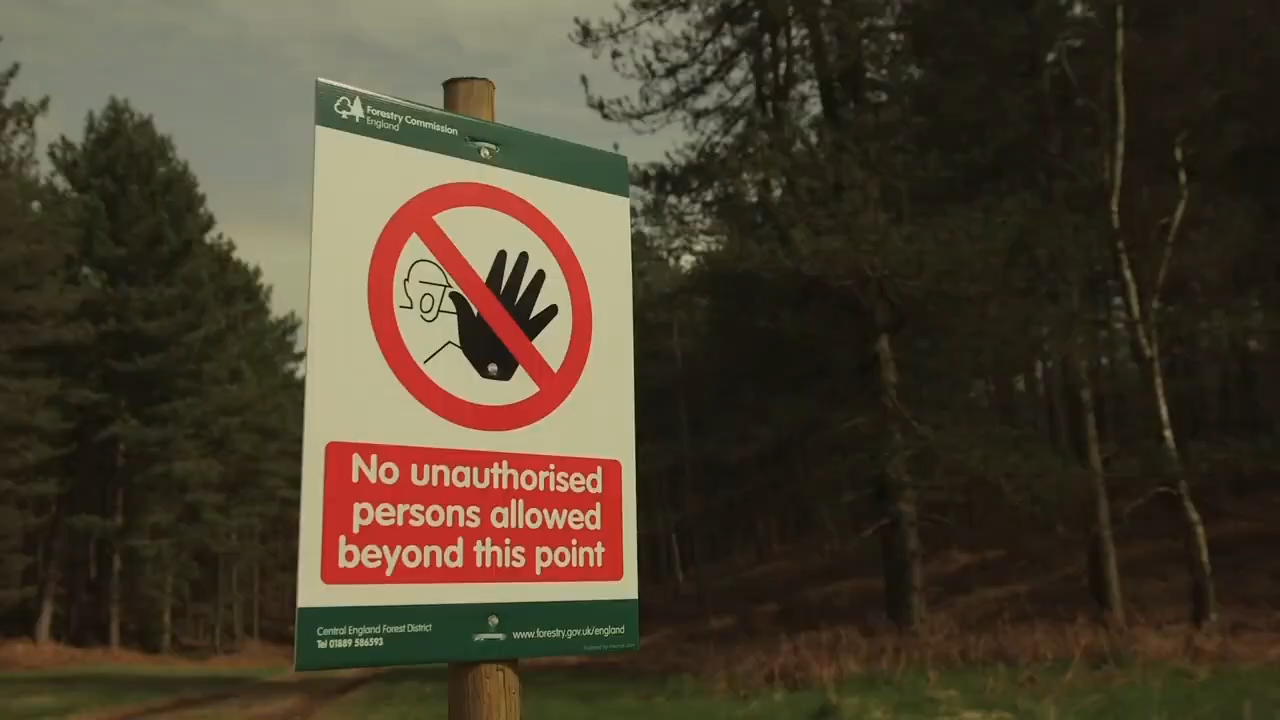 Forestry Commission
England
No unauthorised
persons allowed
beyond this point
Central England Forest District
Tel 01889 586593
www.forestry.gov.uk/england